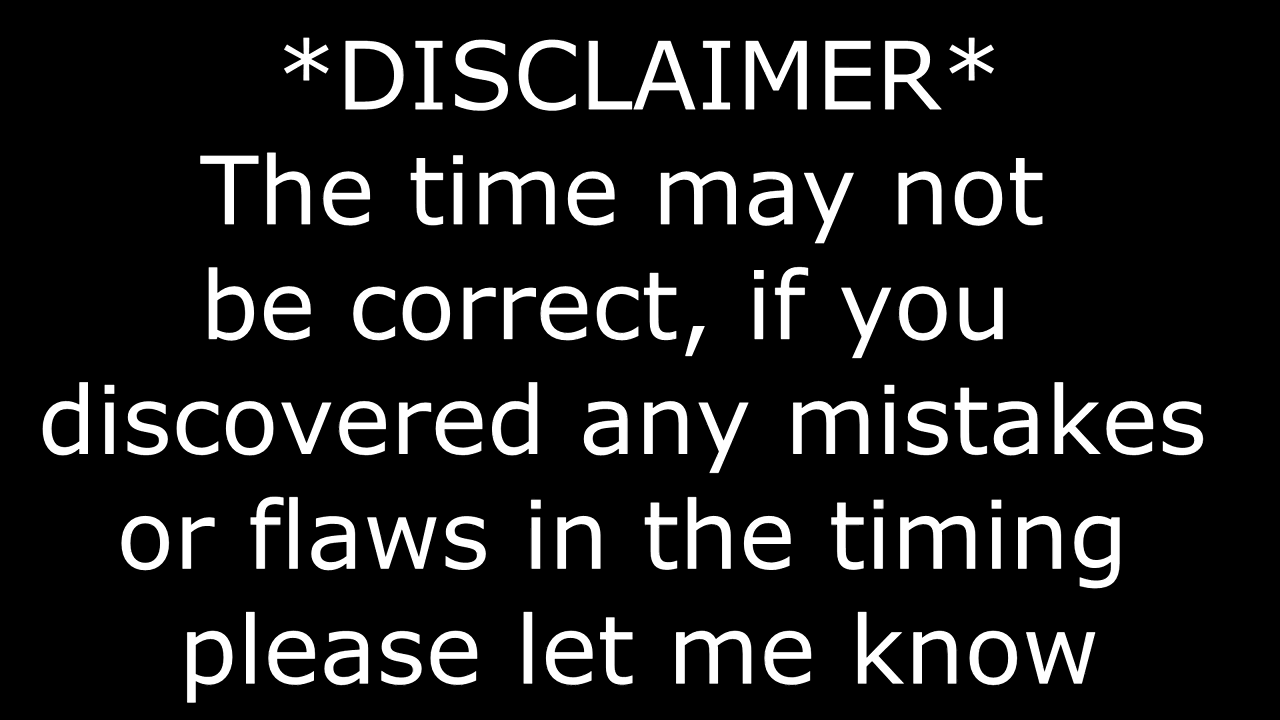 *DISCLAIMER*
The time may not
be correct, if you
discovered any mistakes
or flaws in the timing
please let me know